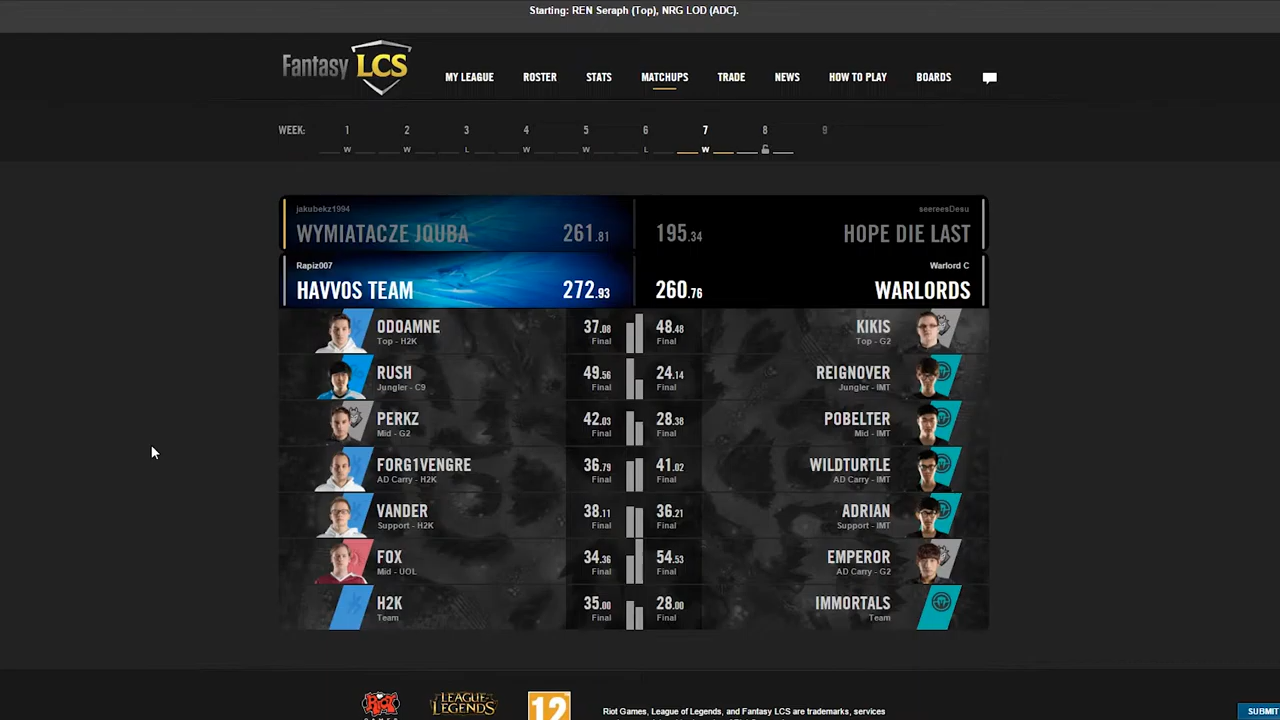 Starting: REN Seraph (Top), NRG LOD (ADC).
Fantasy LCS
MY LEAGUE ROSTER STATS MATCHUPS TRADE NEWS HOW TO PLAY BOARDS
WEEK: 1 2 3 4 5 6 7 8 9
W W L W W L W
jakubekz1994 seereesDesu
WYMIATACZE JQUBA 261.81 195.34 HOPE DIE LAST
Rapiz007 Warlord C
HAVVOS TEAM 272.93 260.76 WARLORDS
ODOAMNE 37.08 48.48 KIKIS
Top - H2K Final Final Top - G2
RUSH 49.56 24.14 REIGNOVER
Jungler - C9 Final Final Jungler - IMT
PERKZ 42.03 28.38 POBELTER
Mid - G2 Final Final Mid - IMT
FORG1VENGRE 36.79 41.02 WILDTURTLE
AD Carry - H2K Final Final AD Carry - IMT
VANDER 38.11 36.21 ADRIAN
Support - H2K Final Final Support - IMT
FOX 34.36 54.53 EMPEROR
Mid - UOL Final Final AD Carry - G2
H2K 35.00 28.00 IMMORTALS
Team Final Final Team
RIOT
LEAGUE OF LEGENDS
12
Riot Games, League of Legends, and Fantasy LCS are trademarks, services
SUBMIT